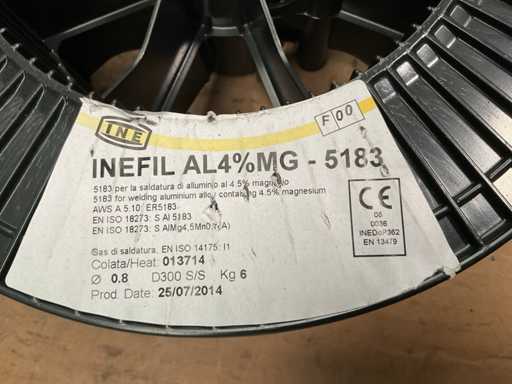 INE
F 00
INEFIL AL4%MG - 5183
5183 per la saldatura di allumino al 4.5% magnesio
5183 for welding aluminium alloy containing 4.5% magnesium
AWS A 5.10: ER5183
EN ISO 18273: S Al 5183
EN ISO 18273: S AlMg4,5Mn0,7(A)
Gas di saldatura, EN ISO 14175: I1
Colata/Heat: 013714
Ø 0.8 D300 S/S Kg 6
Prod. Date: 25/07/2014
CE
0036
EN 13479